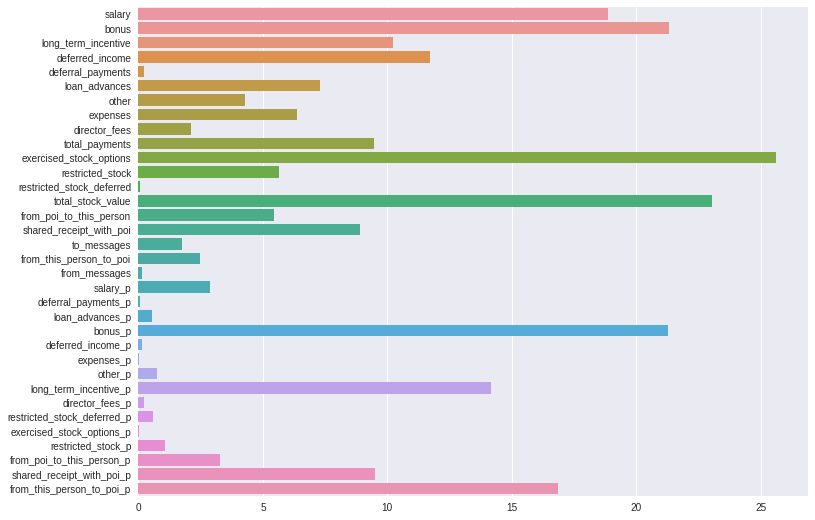 salary
bonus
long_term_incentive
deferred_income
deferral_payments
loan_advances
other
expenses
director_fees
total_payments
exercised_stock_options
restricted_stock
restricted_stock_deferred
total_stock_value
from_poi_to_this_person
shared_receipt_with_poi
to_messages
from_this_person_to_poi
from_messages
salary_p
deferral_payments_p
loan_advances_p
bonus_p
deferred_income_p
expenses_p
other_p
long_term_incentive_p
director_fees_p
restricted_stock_deferred_p
exercised_stock_options_p
restricted_stock_p
from_poi_to_this_person_p
shared_receipt_with_poi_p
from_this_person_to_poi_p
0 5 10 15 20 25